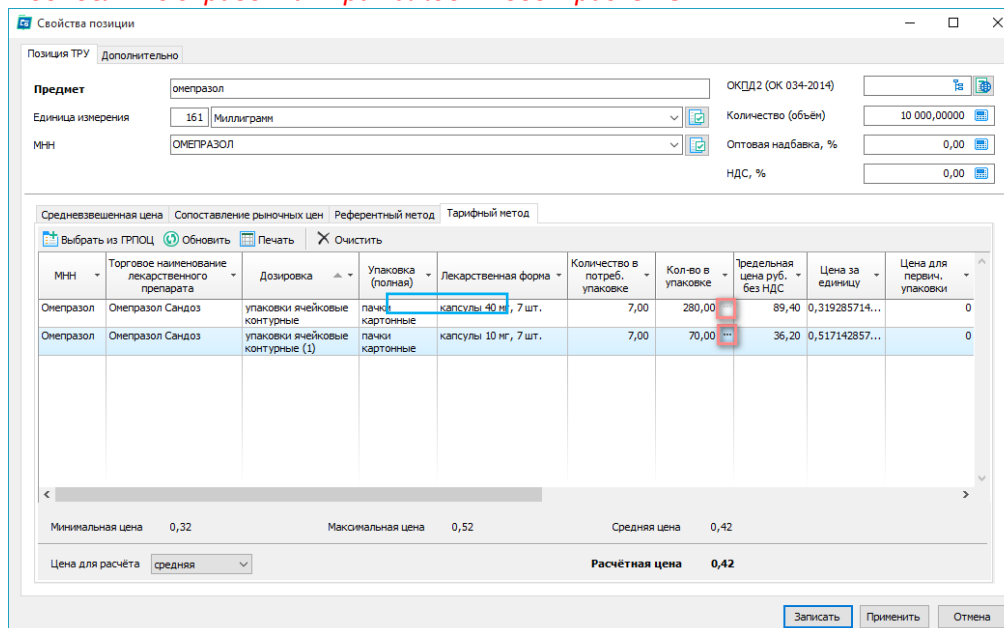 Свойства позиции
Позиция ТРУ Дополнительно
Предмет омепразол ОКПД2 (ОК 034-2014)
Единица измерения 161 Миллиграмм Количество (объём) 10 000,00000
МНН ОМЕПРАЗОЛ Оптовая надбавка, % 0,00
НДС, % 0,00
Средневзвешенная цена Сопоставление рыночных цен Референтный метод Тарифный метод
Выбрать из ГРПОЦ Обновить Печать Очистить
МНН Торговое наименование лекарственного препарата Дозировка Упаковка (полная) Лекарственная форма Количество в потреб. упаковке Кол-во в упаковке Предельная цена руб. без НДС Цена за единицу Цена для первич. упаковки
Омепразол Омепразол Сандоз упаковки ячейковые контурные пачки картонные капсулы 40 мг, 7 шт. 7,00 280,00 89,40 0,319285714... 0
Омепразол Омепразол Сандоз упаковки ячейковые контурные (1) пачки картонные капсулы 10 мг, 7 шт. 7,00 70,00 ... 36,20 0,517142857... 0
Минимальная цена 0,32 Максимальная цена 0,52 Средняя цена 0,42
Цена для расчёта средняя Расчётная цена 0,42
Записать Применить Отмена